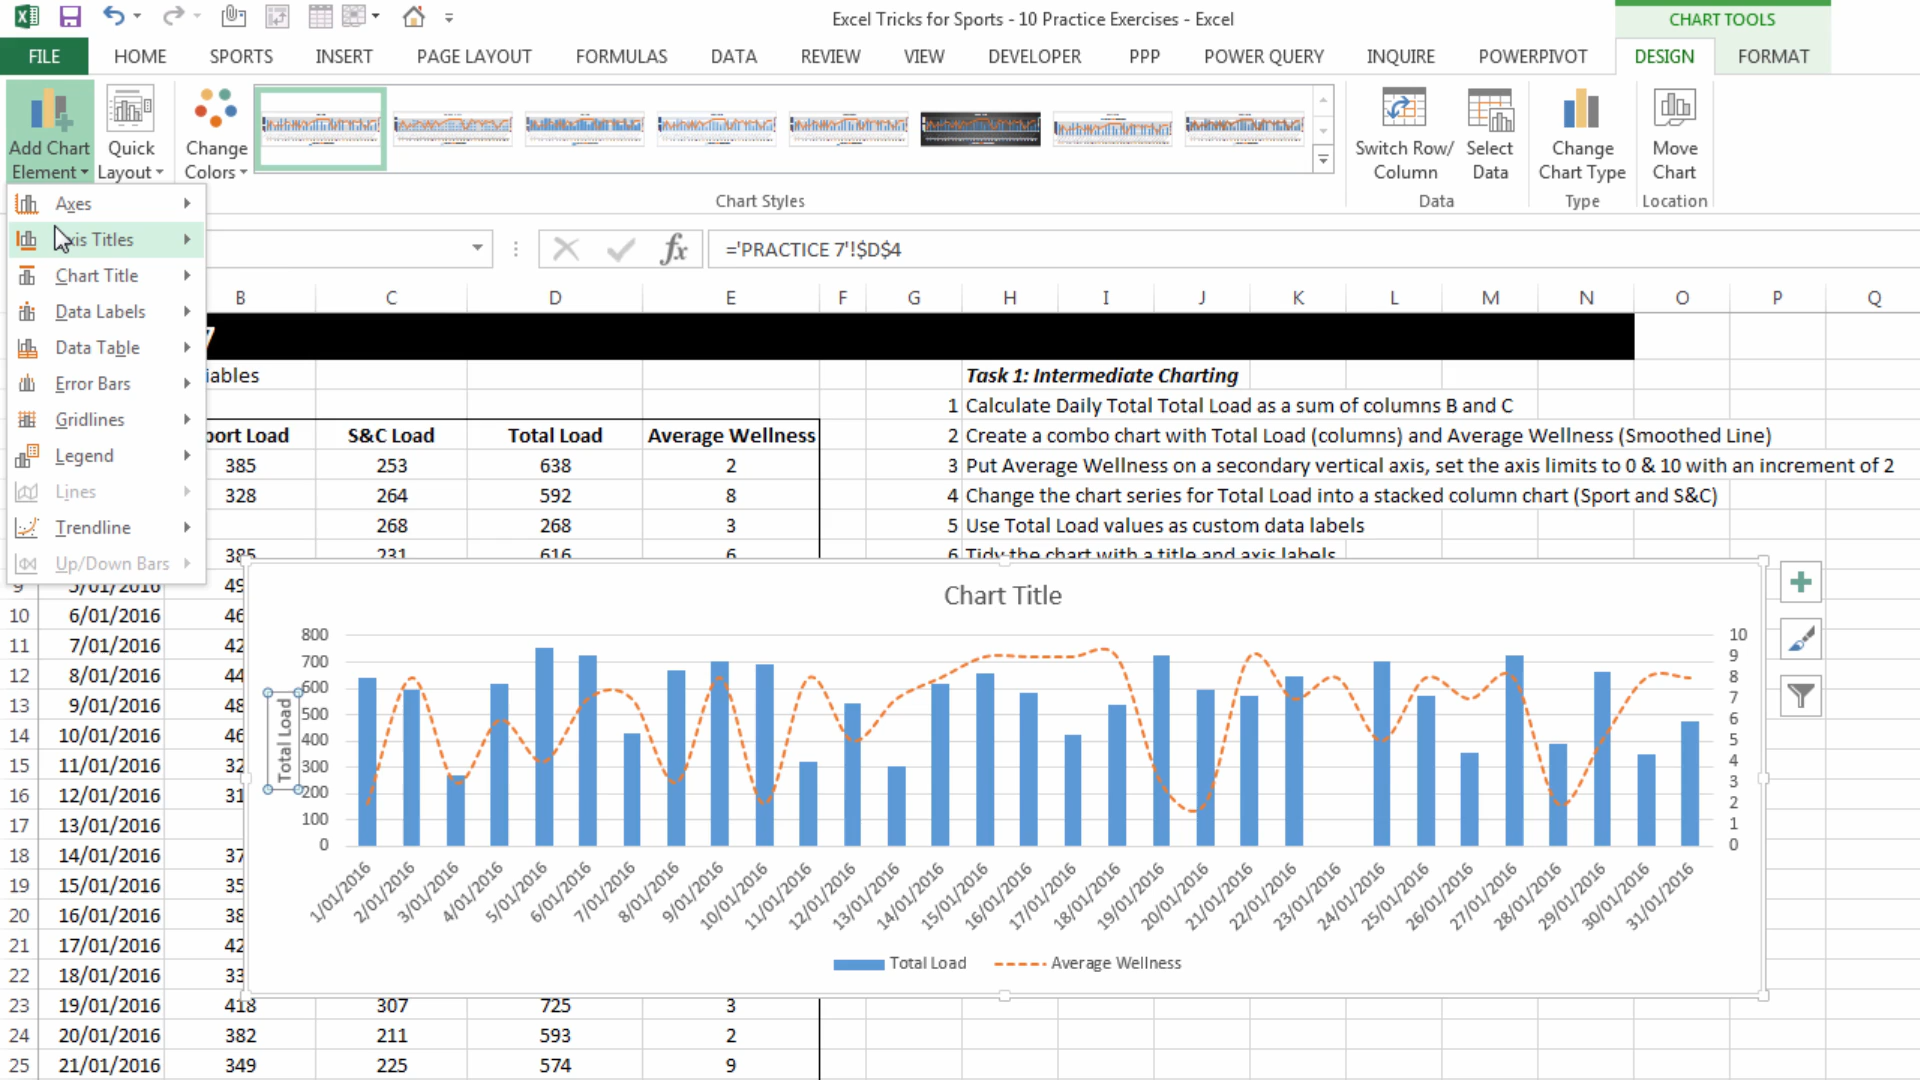 Excel Tricks for Sports - 10 Practice Exercises - Excel
CHART TOOLS
FILE HOME SPORTS INSERT PAGE LAYOUT FORMULAS DATA REVIEW VIEW DEVELOPER PPP POWER QUERY INQUIRE POWERPIVOT DESIGN FORMAT
Add Chart Element
Quick Layout
Change Colors
Switch Row/ Column
Select Data
Change Chart Type
Move Chart
Chart Styles Data Type Location
Axes
xis Titles
Chart Title
Data Labels
Data Table
Error Bars
Gridlines
Legend
Lines
Trendline
Up/Down Bars
fx ='PRACTICE 7'!$D$4
B C D E F G H I J K L M N O P Q
7
iables
Task 1: Intermediate Charting
1 Calculate Daily Total Total Load as a sum of columns B and C
port Load S&C Load Total Load Average Wellness
2 Create a combo chart with Total Load (columns) and Average Wellness (Smoothed Line)
385 253 638 2
3 Put Average Wellness on a secondary vertical axis, set the axis limits to 0 & 10 with an increment of 2
328 264 592 8
4 Change the chart series for Total Load into a stacked column chart (Sport and S&C)
268 268 3
5 Use Total Load values as custom data labels
385 231 616 6
6 Tidy the chart with a title and axis labels
9 5/01/2016 49
10 6/01/2016 46
11 7/01/2016 42
12 8/01/2016 44
13 9/01/2016 48
14 10/01/2016 46
15 11/01/2016 32
16 12/01/2016 31
17 13/01/2016
18 14/01/2016 37
19 15/01/2016 35
20 16/01/2016 38
21 17/01/2016 42
22 18/01/2016 33
23 19/01/2016 418 307 725 3
24 20/01/2016 382 211 593 2
25 21/01/2016 349 225 574 9
Chart Title
Total Load
800
700
600
500
400
300
200
100
0
10
9
8
7
6
5
4
3
2
1
0
1/01/2016 2/01/2016 3/01/2016 4/01/2016 5/01/2016 6/01/2016 7/01/2016 8/01/2016 9/01/2016 10/01/2016 11/01/2016 12/01/2016 13/01/2016 14/01/2016 15/01/2016 16/01/2016 17/01/2016 18/01/2016 19/01/2016 20/01/2016 21/01/2016 22/01/2016 23/01/2016 24/01/2016 25/01/2016 26/01/2016 27/01/2016 28/01/2016 29/01/2016 30/01/2016 31/01/2016
Total Load Average Wellness